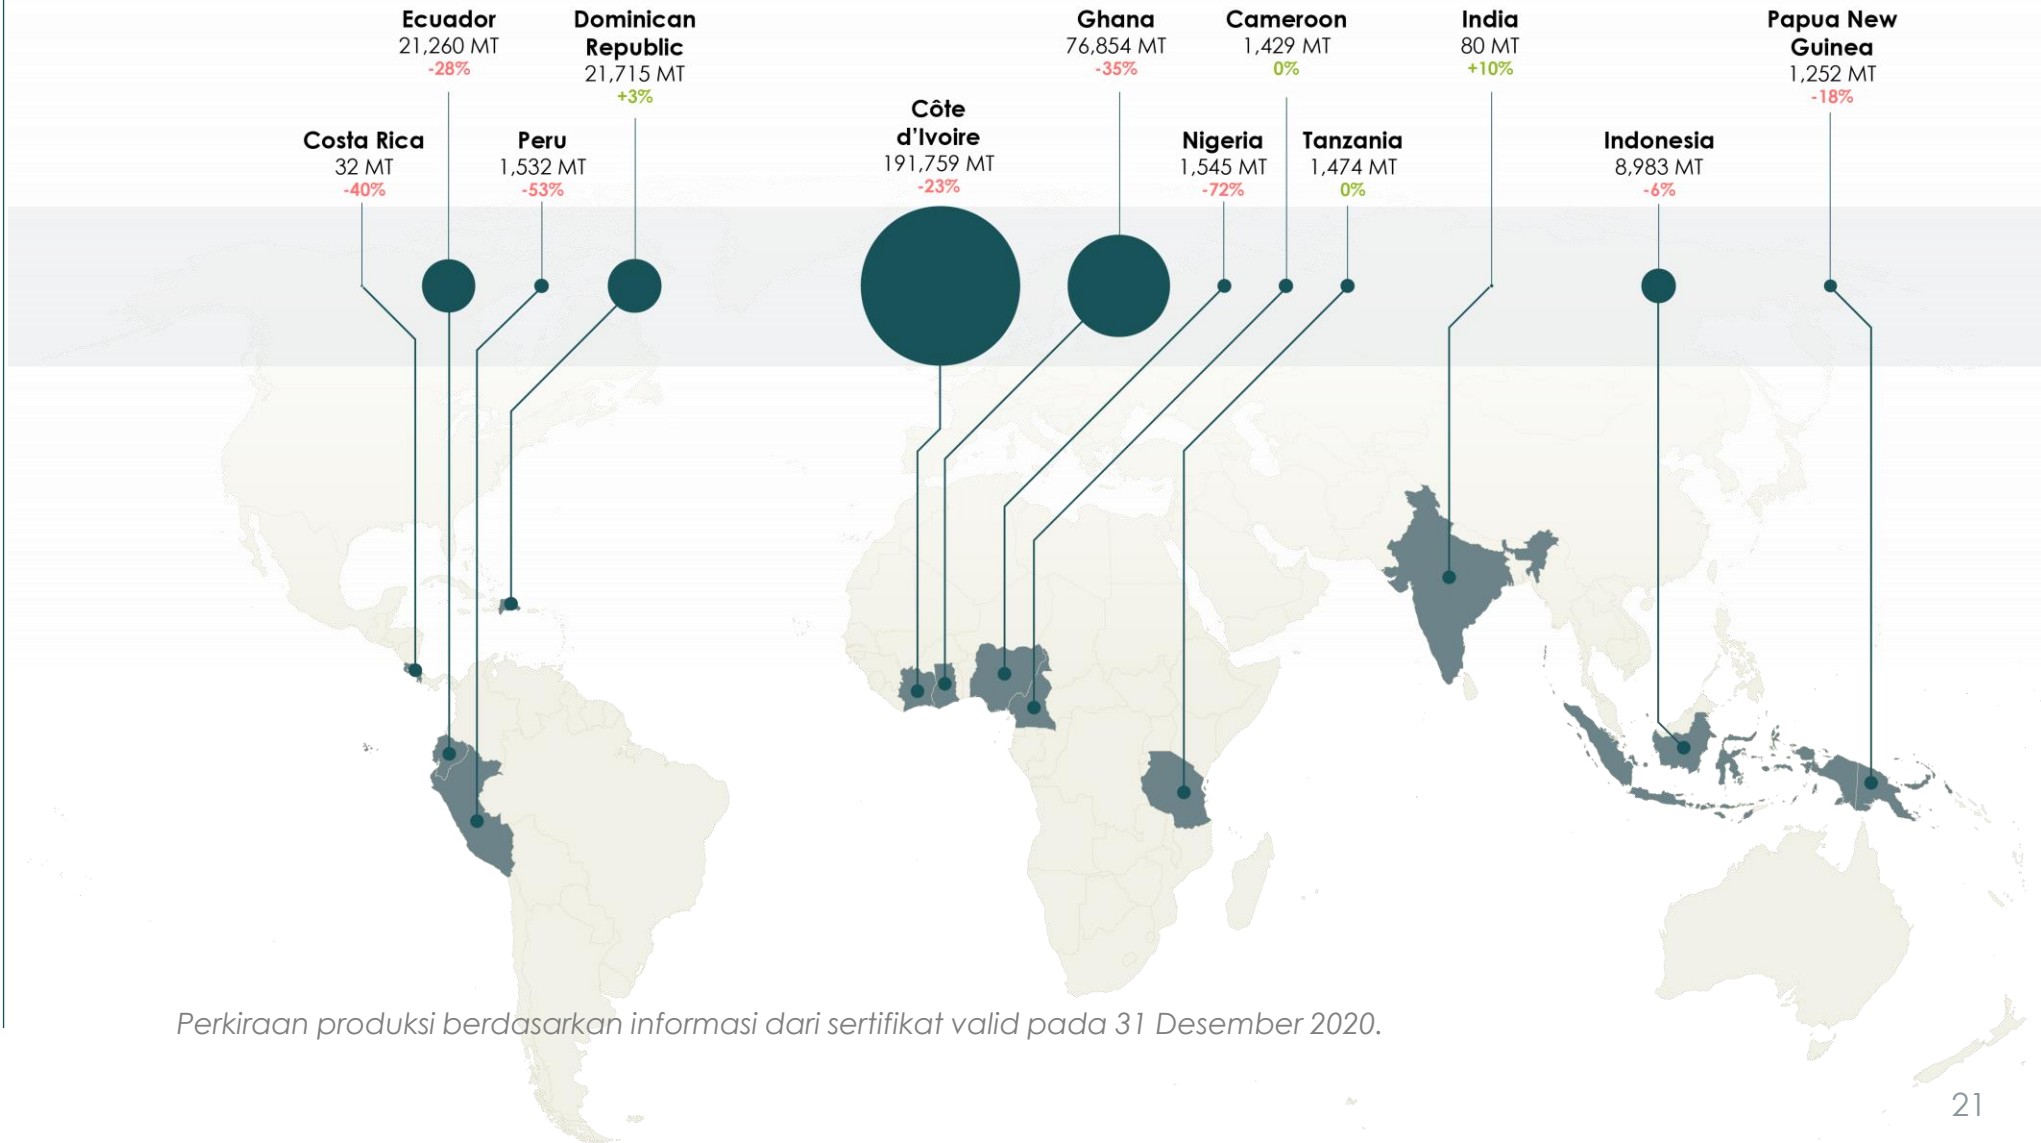 Ecuador
21,260 MT
-28%
Dominican
Republic
21,715 MT
+3%
Ghana
76,854 MT
-35%
Cameroon
1,429 MT
0%
India
80 MT
+10%
Papua New
Guinea
1,252 MT
-18%
Costa Rica
32 MT
-40%
Peru
1,532 MT
-53%
Côte
d’Ivoire
191,759 MT
-23%
Nigeria
1,545 MT
-72%
Tanzania
1,474 MT
0%
Indonesia
8,983 MT
-6%
Perkiraan produksi berdasarkan informasi dari sertifikat valid pada 31 Desember 2020.
21